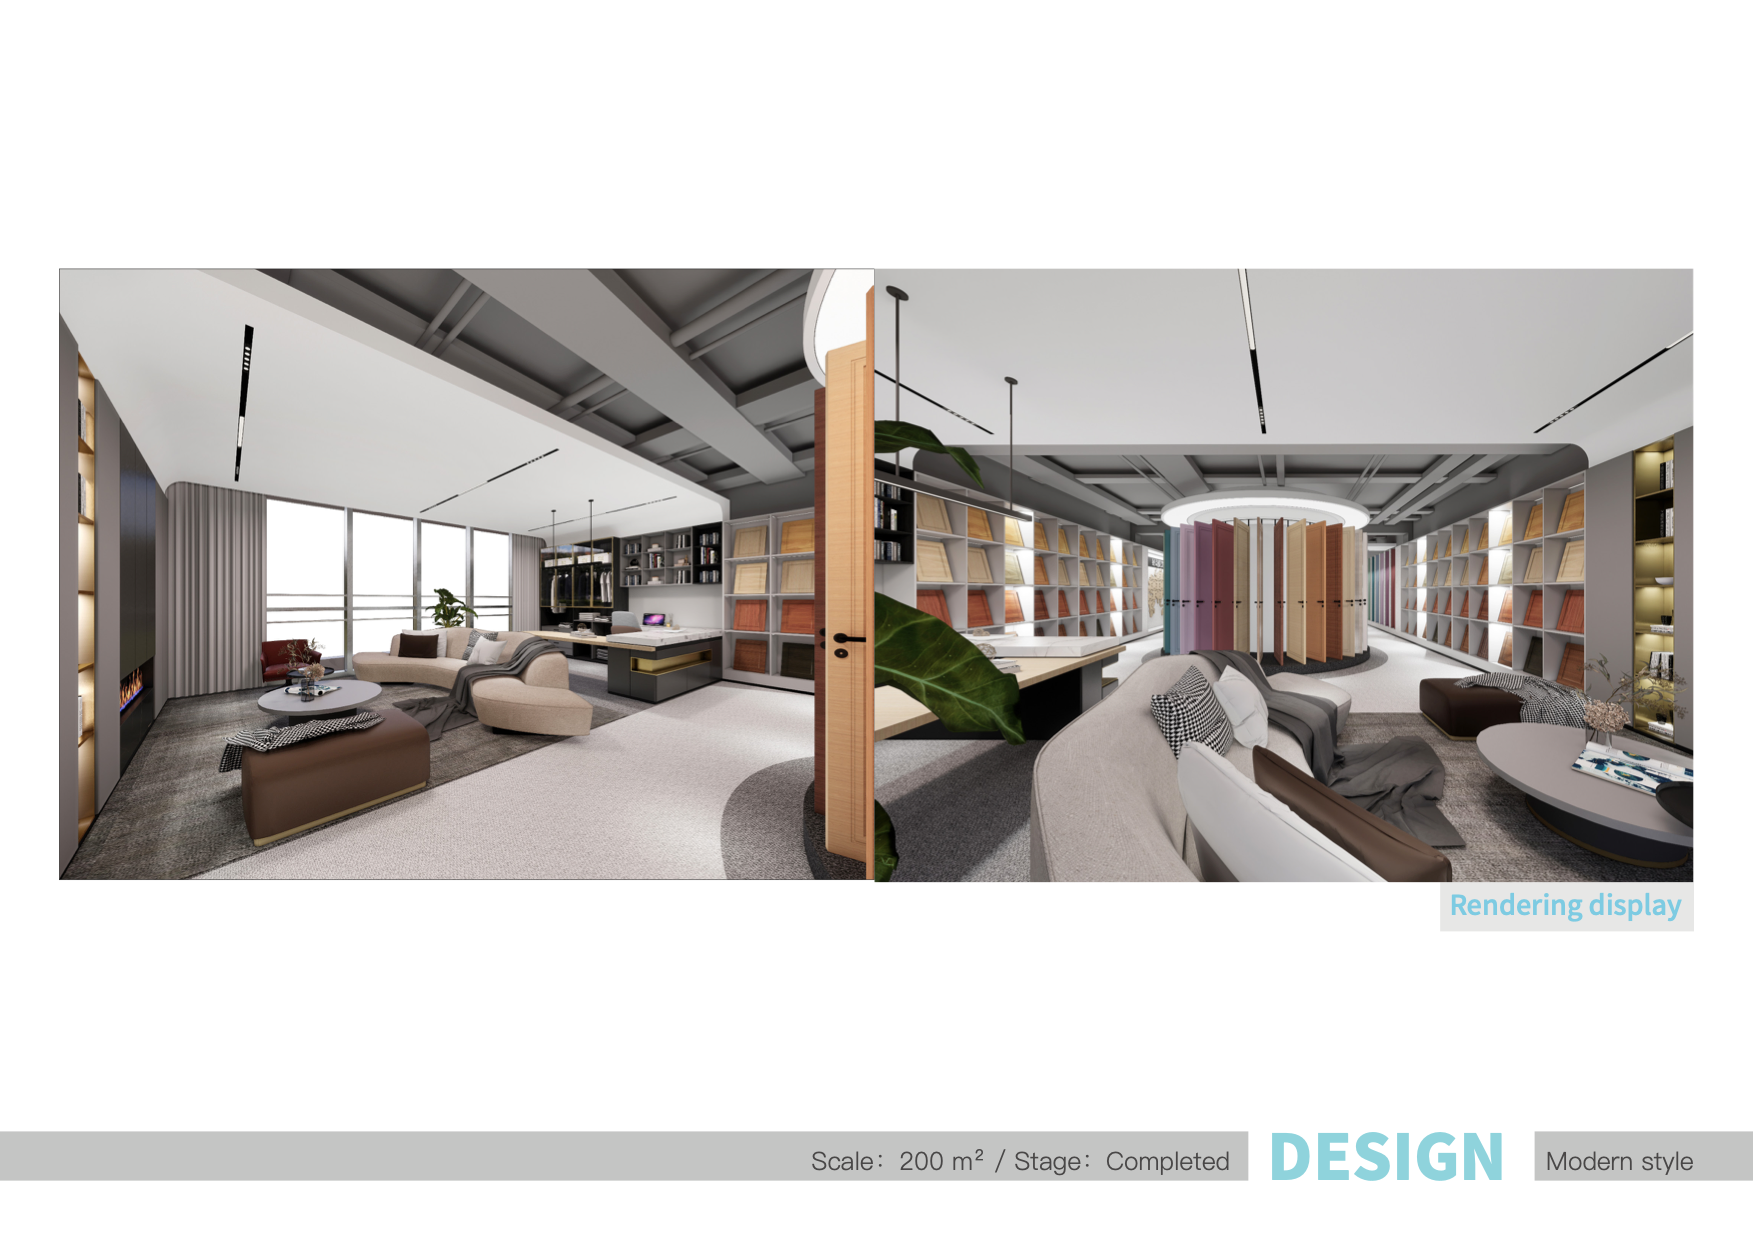 Rendering display
Scale：200 m² / Stage：Completed
DESIGN
Modern style